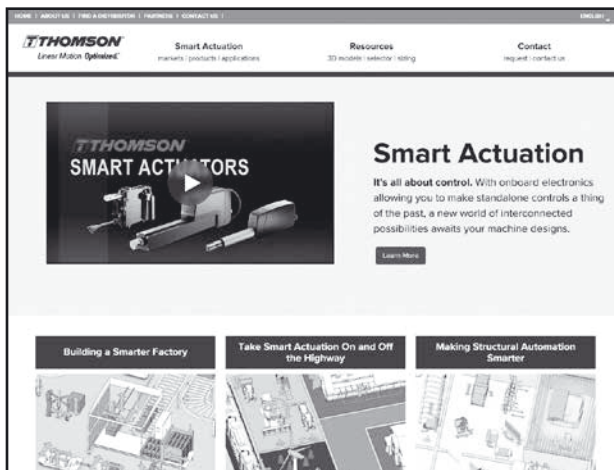 HOME | ABOUT US | FIND A DISTRIBUTOR | PARTNERS | CONTACT US |
ENGLISH
THOMSON
Linear Motion. Optimized.™
Smart Actuation
markets | products | applications
Resources
3D models | selector | sizing
Contact
request | contact us
THOMSON
SMART ACTUATORS
Smart Actuation
It's all about control. With onboard electronics
allowing you to make standalone controls a thing
of the past, a new world of interconnected
possibilities awaits your machine designs.
Learn More
Building a Smarter Factory
Take Smart Actuation On and Off
the Highway
Making Structural Automation
Smarter